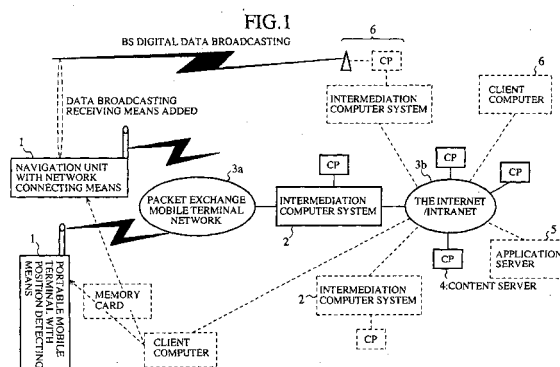 FIG.1
BS DIGITAL DATA BROADCASTING
6
CP
INTERMEDIATION
COMPUTER SYSTEM
6
CLIENT
COMPUTER
DATA BROADCASTING
RECEIVING MEANS ADDED
1
NAVIGATION UNIT
WITH NETWORK
CONNECTING MEANS
3a
PACKET EXCHANGE
MOBILE TERMINAL
NETWORK
CP
INTERMEDIATION
COMPUTER SYSTEM
2
3b
THE INTERNET
/INTRANET
CP
CP
CP
4:CONTENT SERVER
5
APPLICATION
SERVER
1
PORTABLE MOBILE
TERMINAL WITH
POSITION DETECTING
MEANS
MEMORY
CARD
CLIENT
COMPUTER
2
INTERMEDIATION
COMPUTER SYSTEM
CP